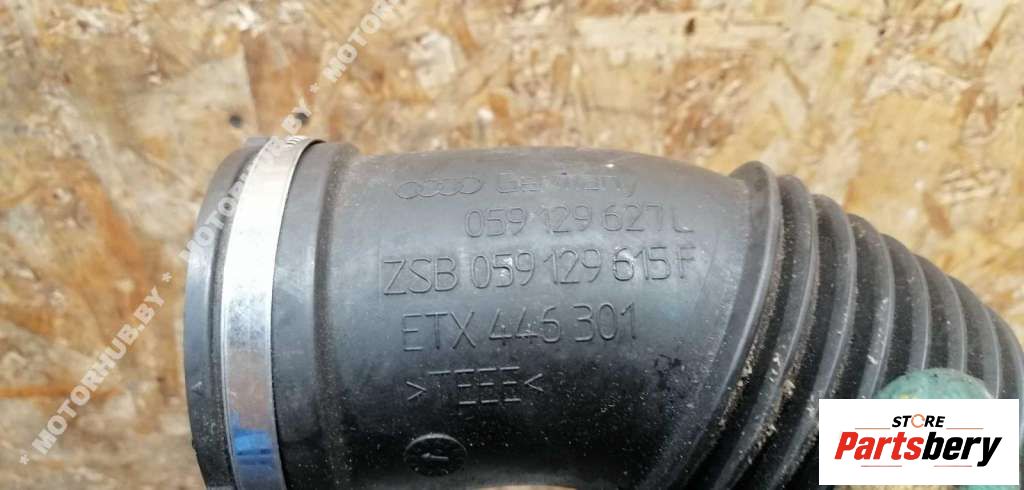 * MOTORHUB.BY * MOTORHUB.BY *
Germany
059 129 627 L
ZSB 059 129 615 F
ETX 446 301
>TEEE<
STORE
Partsbery